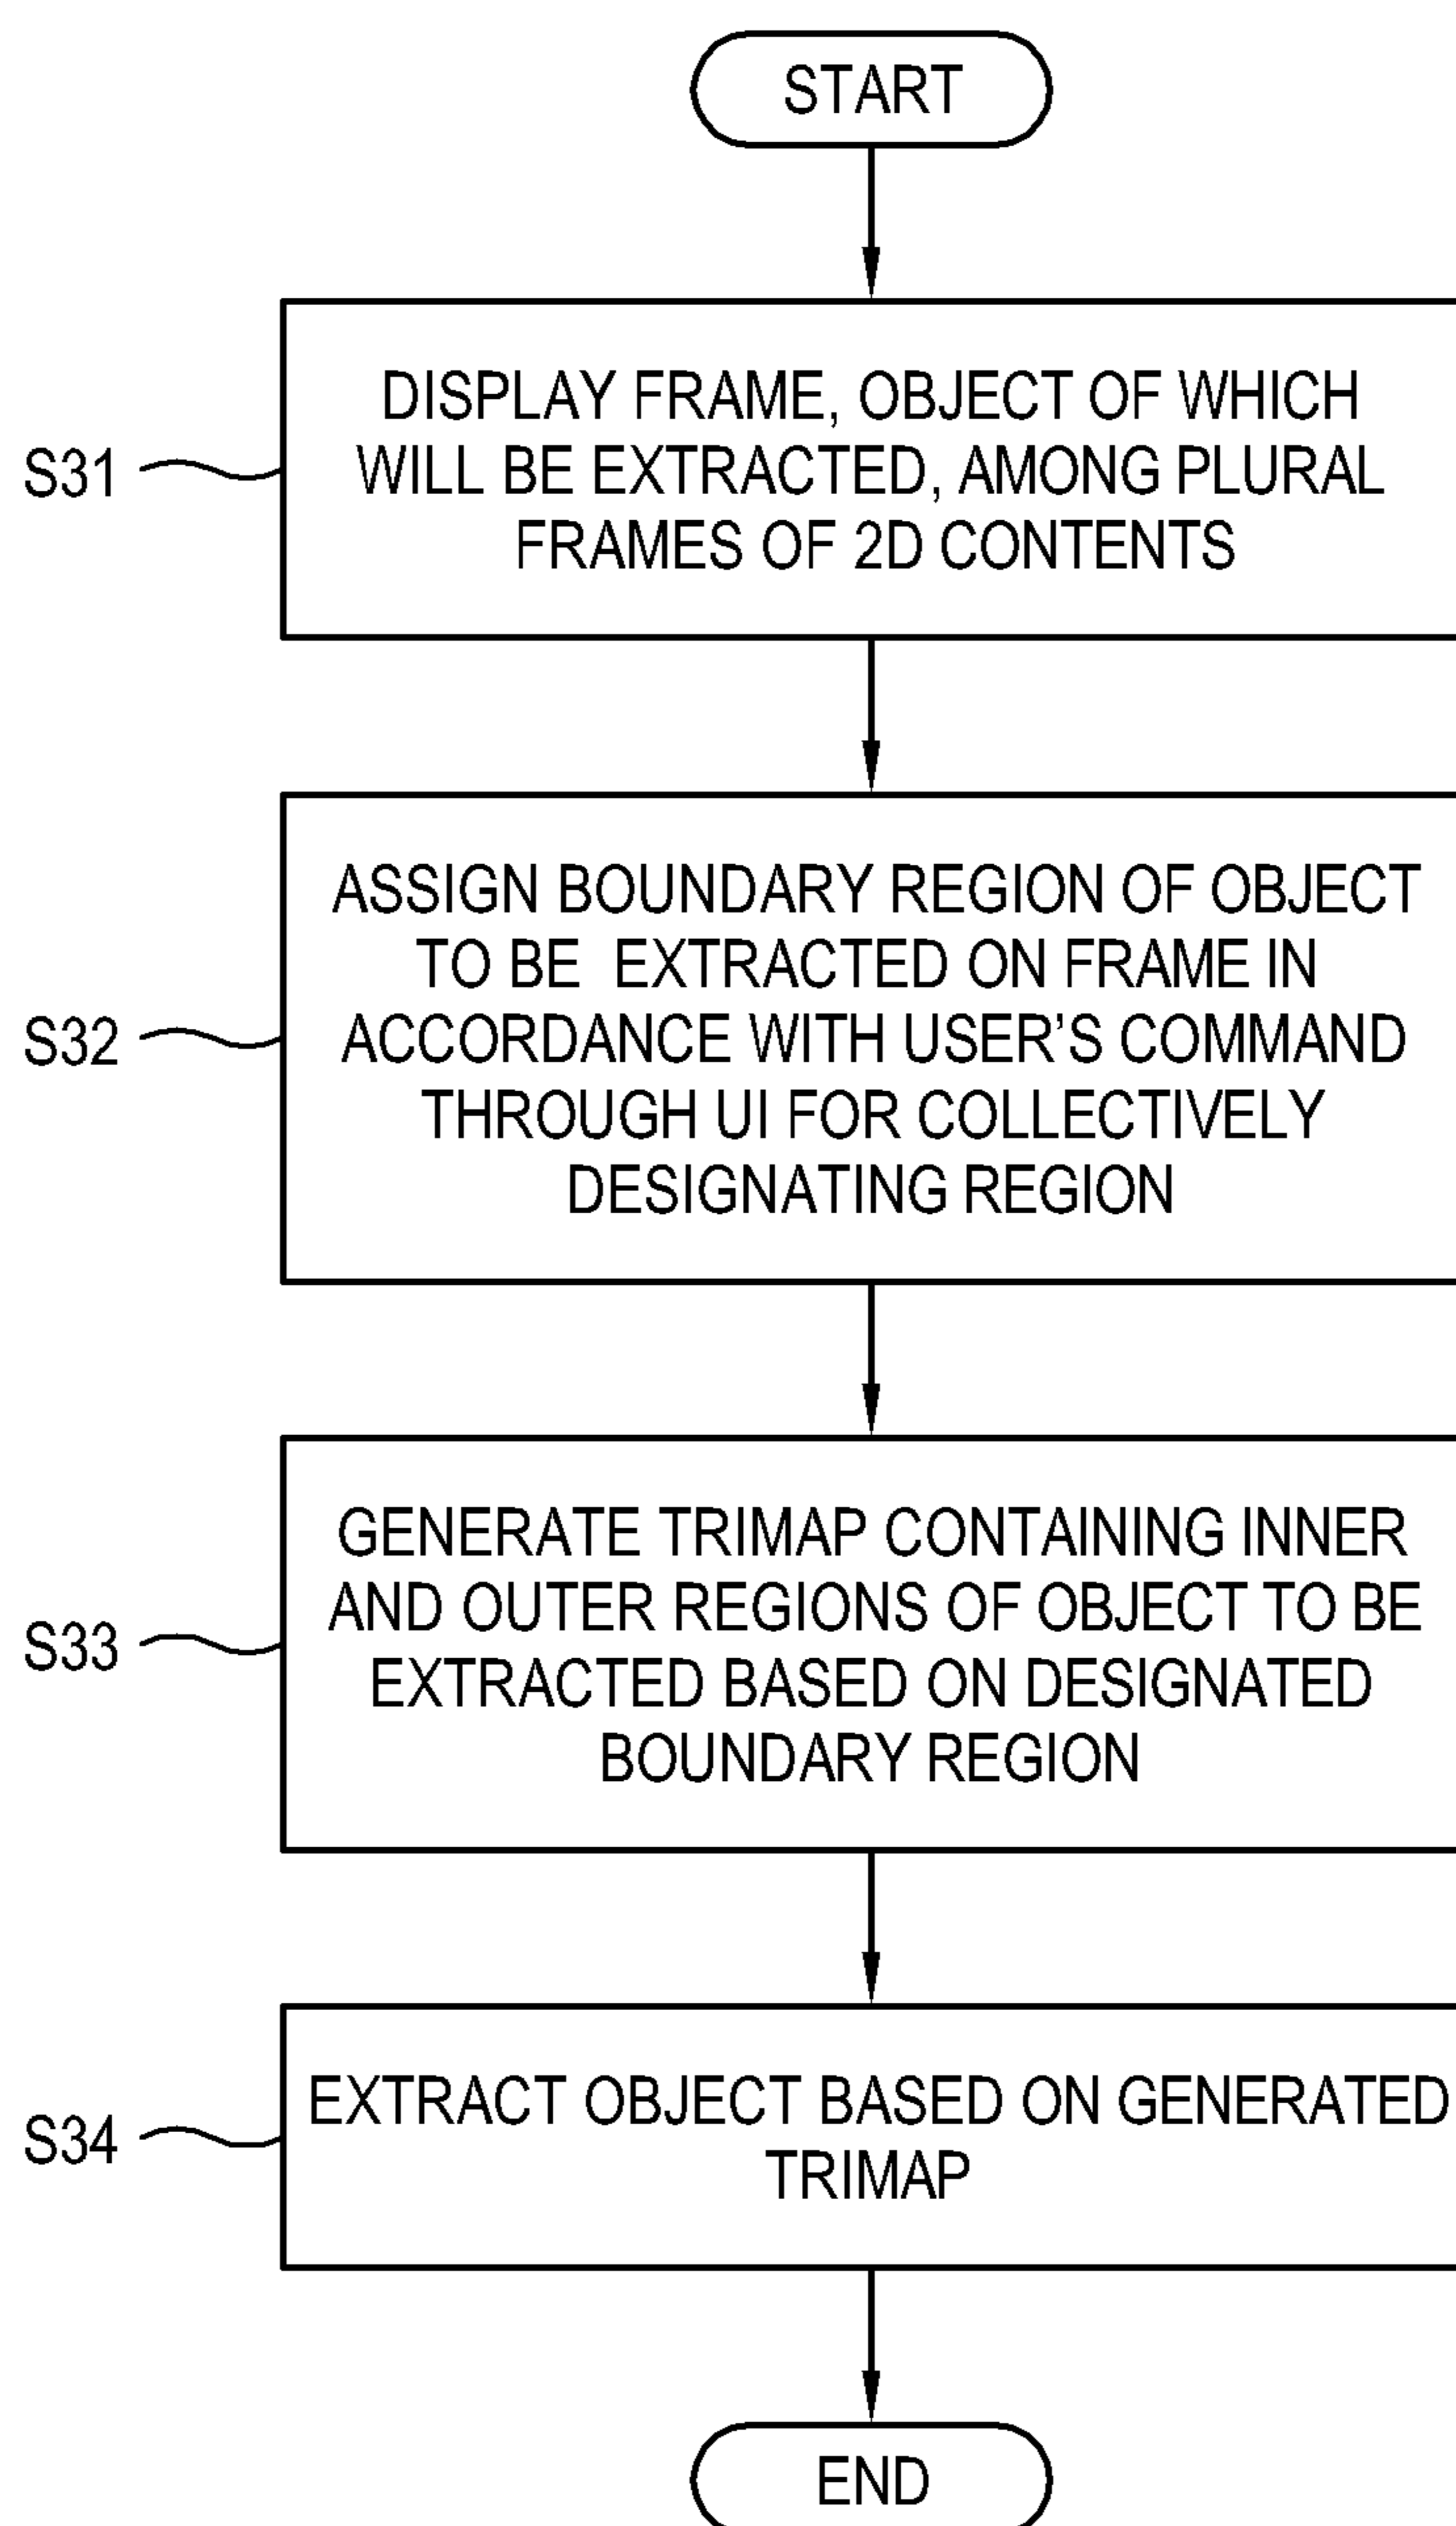 START
DISPLAY FRAME, OBJECT OF WHICH
WILL BE EXTRACTED, AMONG PLURAL
FRAMES OF 2D CONTENTS
S31
ASSIGN BOUNDARY REGION OF OBJECT
TO BE EXTRACTED ON FRAME IN
ACCORDANCE WITH USER'S COMMAND
THROUGH UI FOR COLLECTIVELY
DESIGNATING REGION
S32
GENERATE TRIMAP CONTAINING INNER
AND OUTER REGIONS OF OBJECT TO BE
EXTRACTED BASED ON DESIGNATED
BOUNDARY REGION
S33
EXTRACT OBJECT BASED ON GENERATED
TRIMAP
S34
END